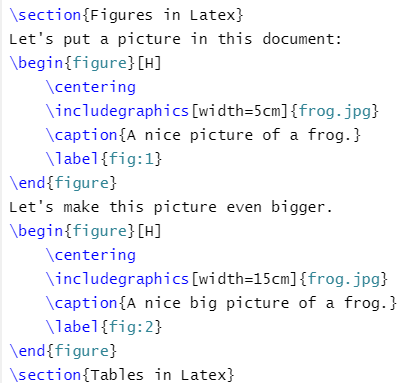 \section{Figures in Latex}
Let's put a picture in this document:
\begin{figure}[H]
    \centering
    \includegraphics[width=5cm]{frog.jpg}
    \caption{A nice picture of a frog.}
    \label{fig:1}
\end{figure}
Let's make this picture even bigger.
\begin{figure}[H]
    \centering
    \includegraphics[width=15cm]{frog.jpg}
    \caption{A nice big picture of a frog.}
    \label{fig:2}
\end{figure}
\section{Tables in Latex}